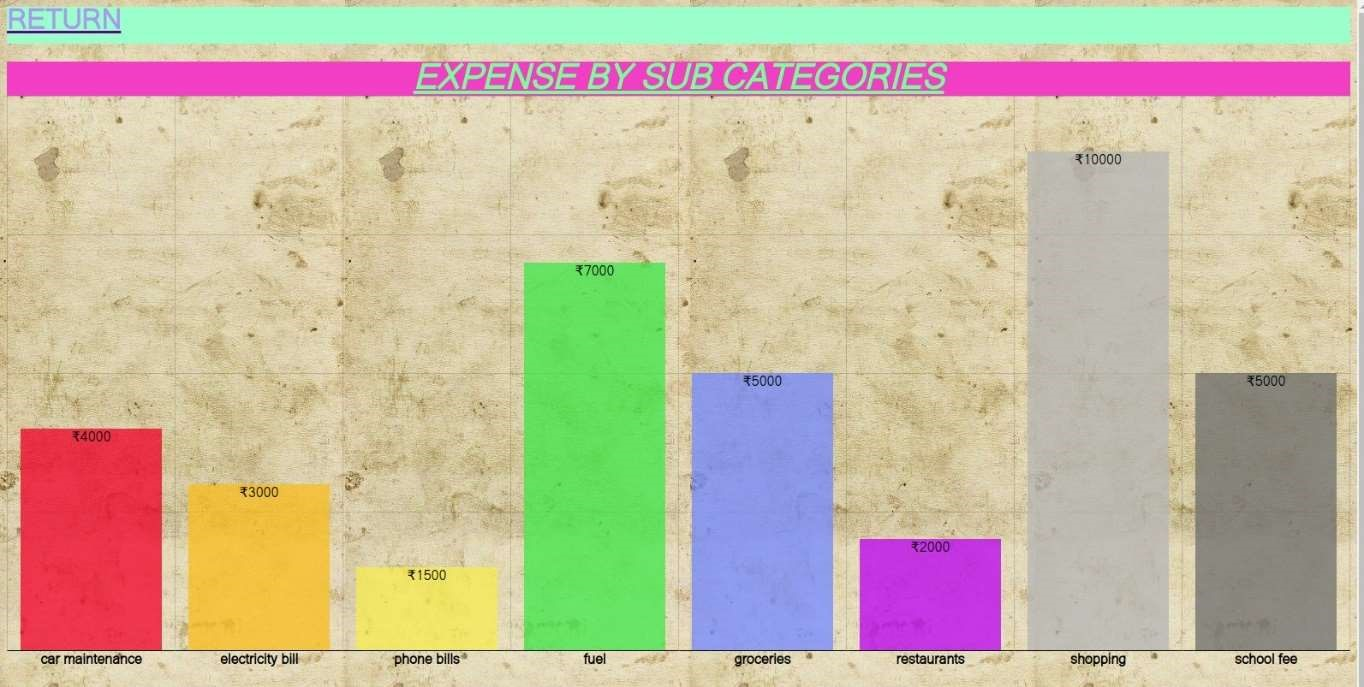 RETURN
EXPENSE BY SUB CATEGORIES
₹10000
₹7000
₹5000
₹5000
₹4000
₹3000
₹2000
₹1500
car maintenance
electricity bill
phone bills
fuel
groceries
restaurants
shopping
school fee